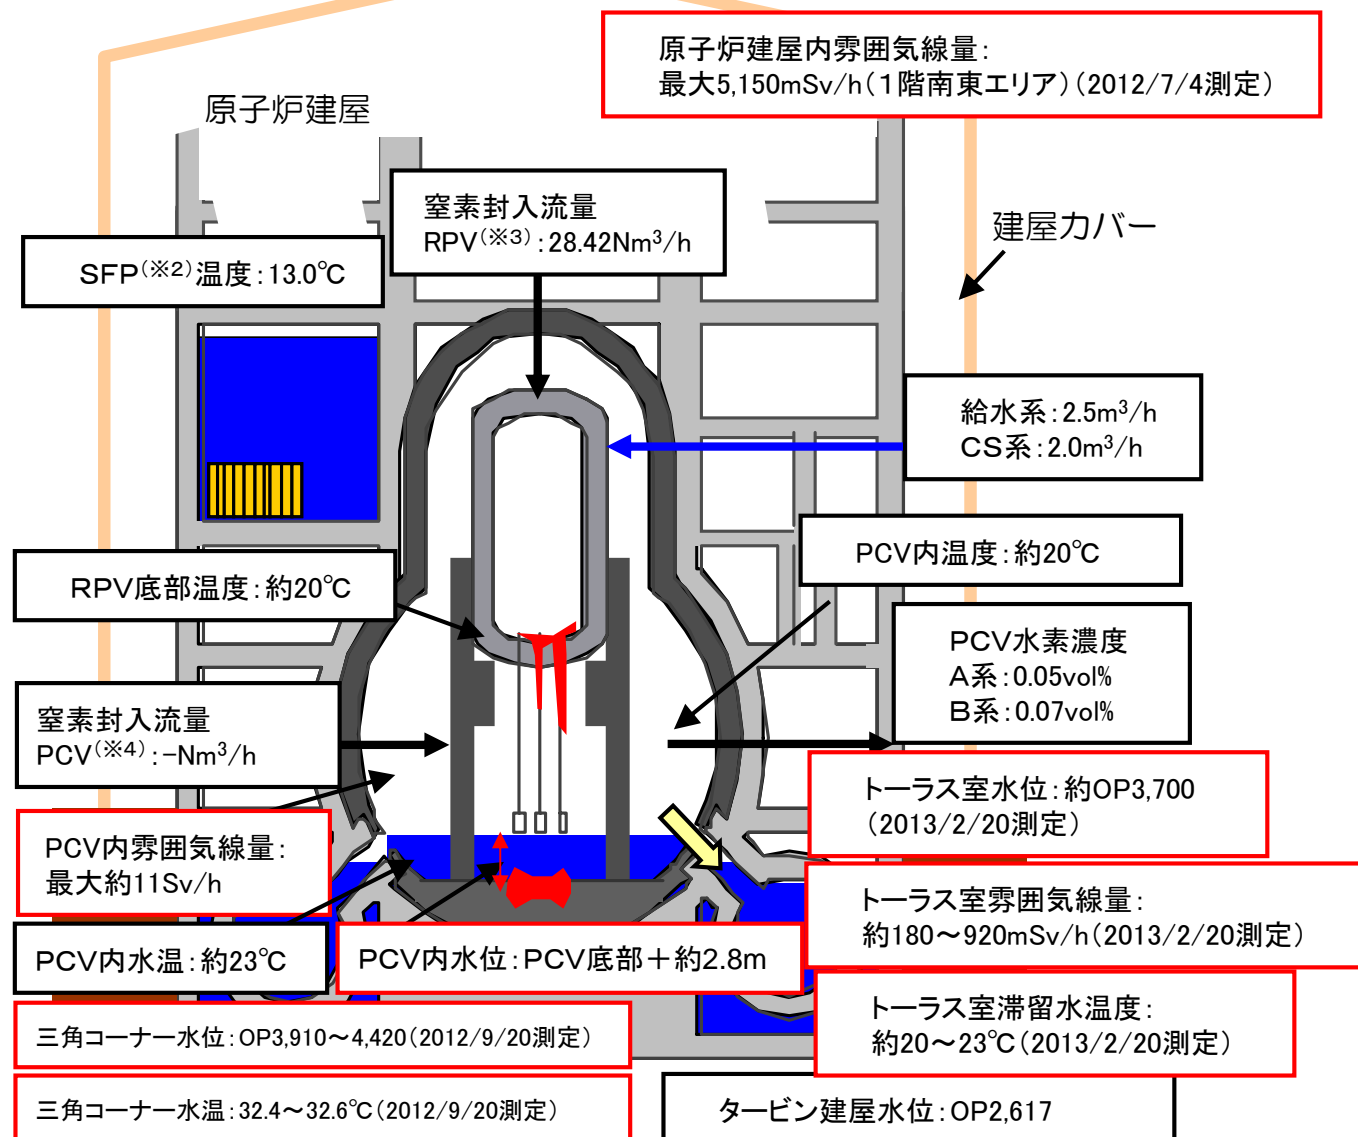 原子炉建屋内雰囲気線量：
最大5,150mSv/h（１階南東エリア）（2012/7/4測定）
原子炉建屋
窒素封入流量
RPV(※3)：28.42Nm³/h
建屋カバー
ＳＦＰ(※2)温度：13.0℃
給水系：2.5m³/h
ＣＳ系：2.0m³/h
ＰＣＶ内温度：約20℃
ＲＰＶ底部温度：約20℃
ＰＣＶ水素濃度
Ａ系：0.05vol%
Ｂ系：0.07vol%
窒素封入流量
PCV(※4)：-Nm³/h
トーラス室水位：約OP3,700
（2013/2/20測定）
ＰＣＶ内雰囲気線量：
最大約11Sv/h
トーラス室雰囲気線量：
約180～920mSv/h（2013/2/20測定）
ＰＣＶ内水温：約23℃
ＰＣＶ内水位：ＰＣＶ底部＋約2.8m
トーラス室滞留水温度：
約20～23℃（2013/2/20測定）
三角コーナー水位：OP3,910～4,420（2012/9/20測定）
三角コーナー水温：32.4～32.6℃（2012/9/20測定）
タービン建屋水位：OP2,617